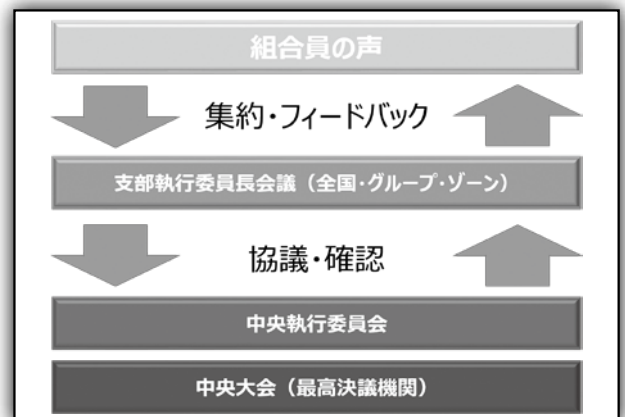 組合員の声
集約・フィードバック
支部執行委員長会議（全国・グループ・ゾーン）
協議・確認
中央執行委員会
中央大会（最高決議機関）